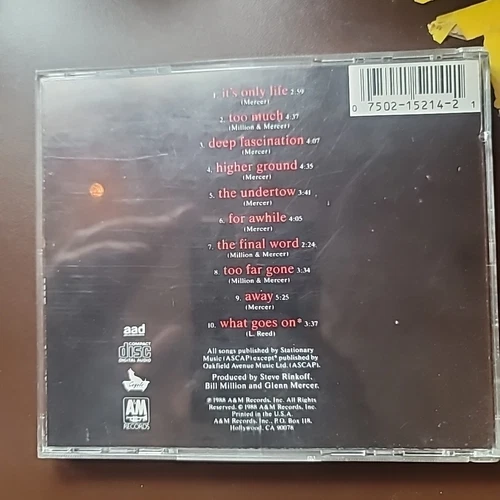 1. it's only life 2:59
(Mercer)
2. too much 4:37
(Million & Mercer)
3. deep fascination 4:07
(Mercer)
4. higher ground 4:35
(Mercer)
5. the undertow 3:41
(Mercer)
6. for awhile 4:05
(Mercer)
7. the final word 2:24
(Million & Mercer)
8. too far gone 3:34
(Million & Mercer)
9. away 5:25
(Mercer)
10. what goes on* 3:37
(L. Reed)
0 7502-15214-2 1
aad
COMPACT
disc
DIGITAL AUDIO
A&M
RECORDS
All songs published by Stationary
Music (ASCAP) except* published by
Oakfield Avenue Music Ltd. (ASCAP).
Produced by Steve Rinkoff,
Bill Million and Glenn Mercer.
℗ 1988 A&M Records, Inc. All Rights
Reserved. © 1988 A&M Records, Inc.
Printed in the U.S.A.
A&M Records, Inc., P.O. Box 118,
Hollywood, CA 90078